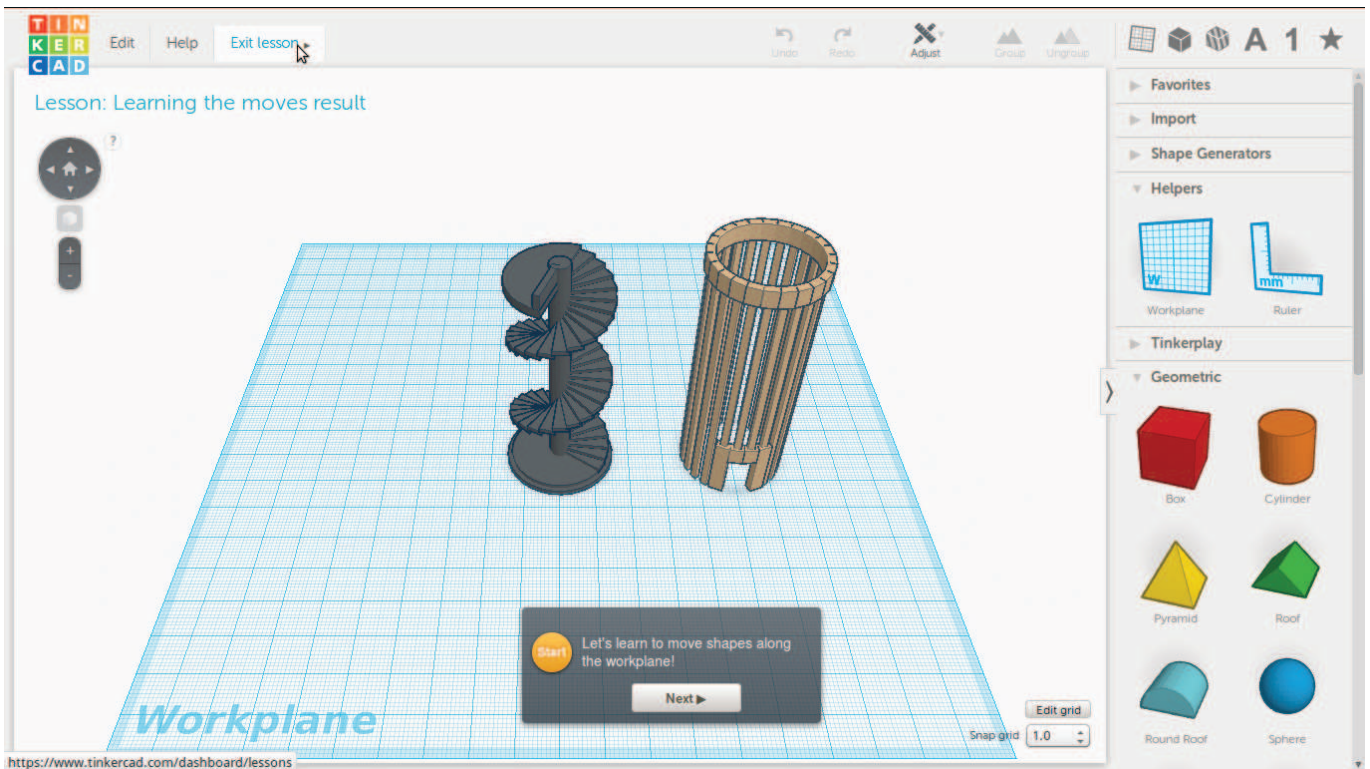 TIN
KER
CAD
Edit Help Exit lesson
Undo Redo Adjust Group Ungroup
A 1
Lesson: Learning the moves result
?
+
-
Favorites
Import
Shape Generators
Helpers
W
mm
Workplane Ruler
Tinkerplay
Geometric
Box Cylinder
Pyramid Roof
Round Roof Sphere
Start
Let's learn to move shapes along
the workplane!
Next
Workplane
Edit grid
Snap grid 1.0
https://www.tinkercad.com/dashboard/lessons